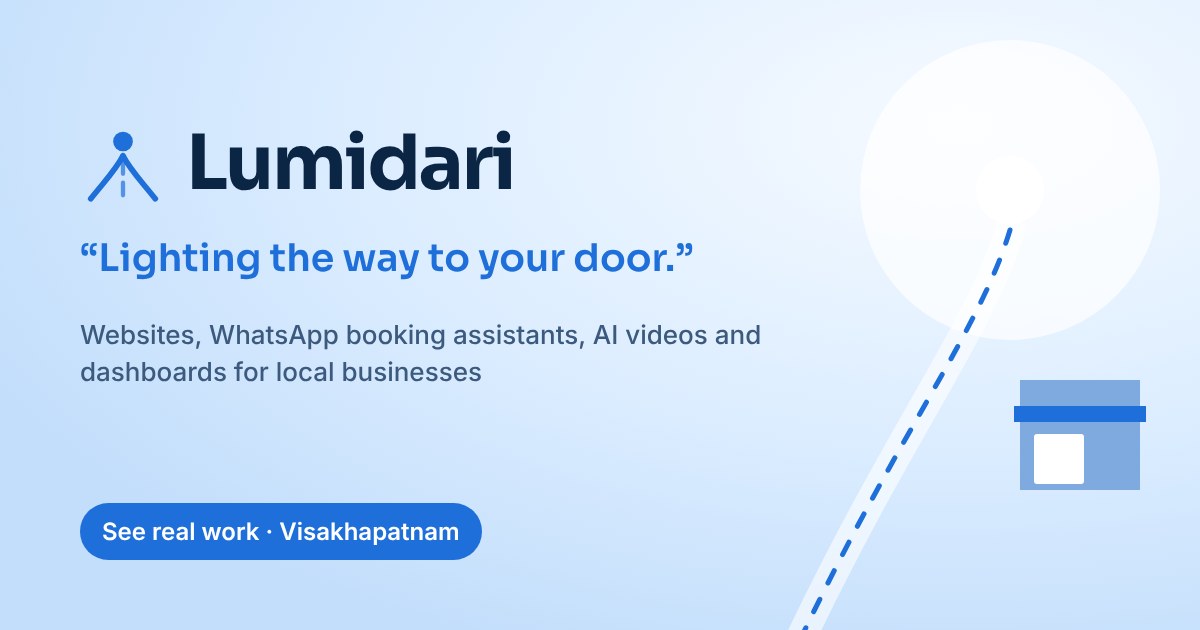 Lumidari
“Lighting the way to your door.”
Websites, WhatsApp booking assistants, AI videos and
dashboards for local businesses
See real work · Visakhapatnam